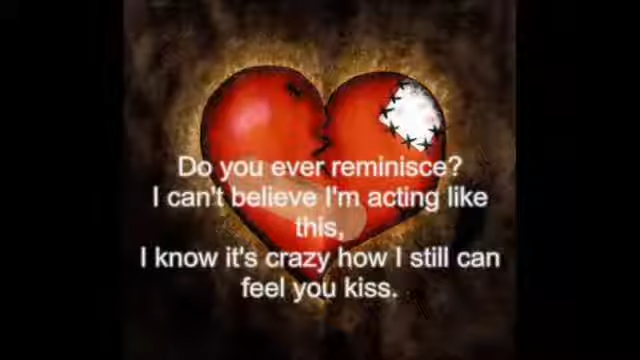 Do you ever reminisce?
I can't believe I'm acting like
this,
I know it's crazy how I still can
feel you kiss.